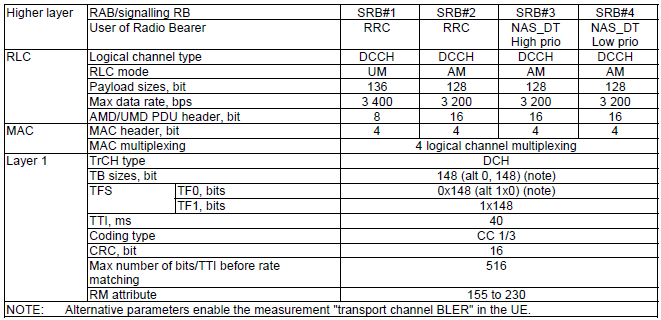 Higher layer RAB/signalling RB SRB#1 SRB#2 SRB#3 SRB#4
User of Radio Bearer RRC RRC NAS_DT High prio NAS_DT Low prio
RLC Logical channel type DCCH DCCH DCCH DCCH
RLC mode UM AM AM AM
Payload sizes, bit 136 128 128 128
Max data rate, bps 3 400 3 200 3 200 3 200
AMD/UMD PDU header, bit 8 16 16 16
MAC MAC header, bit 4 4 4 4
MAC multiplexing 4 logical channel multiplexing
Layer 1 TrCH type DCH
TB sizes, bit 148 (alt 0, 148) (note)
TFS TF0, bits 0x148 (alt 1x0) (note)
TF1, bits 1x148
TTI, ms 40
Coding type CC 1/3
CRC, bit 16
Max number of bits/TTI before rate matching 516
RM attribute 155 to 230
NOTE: Alternative parameters enable the measurement "transport channel BLER" in the UE.